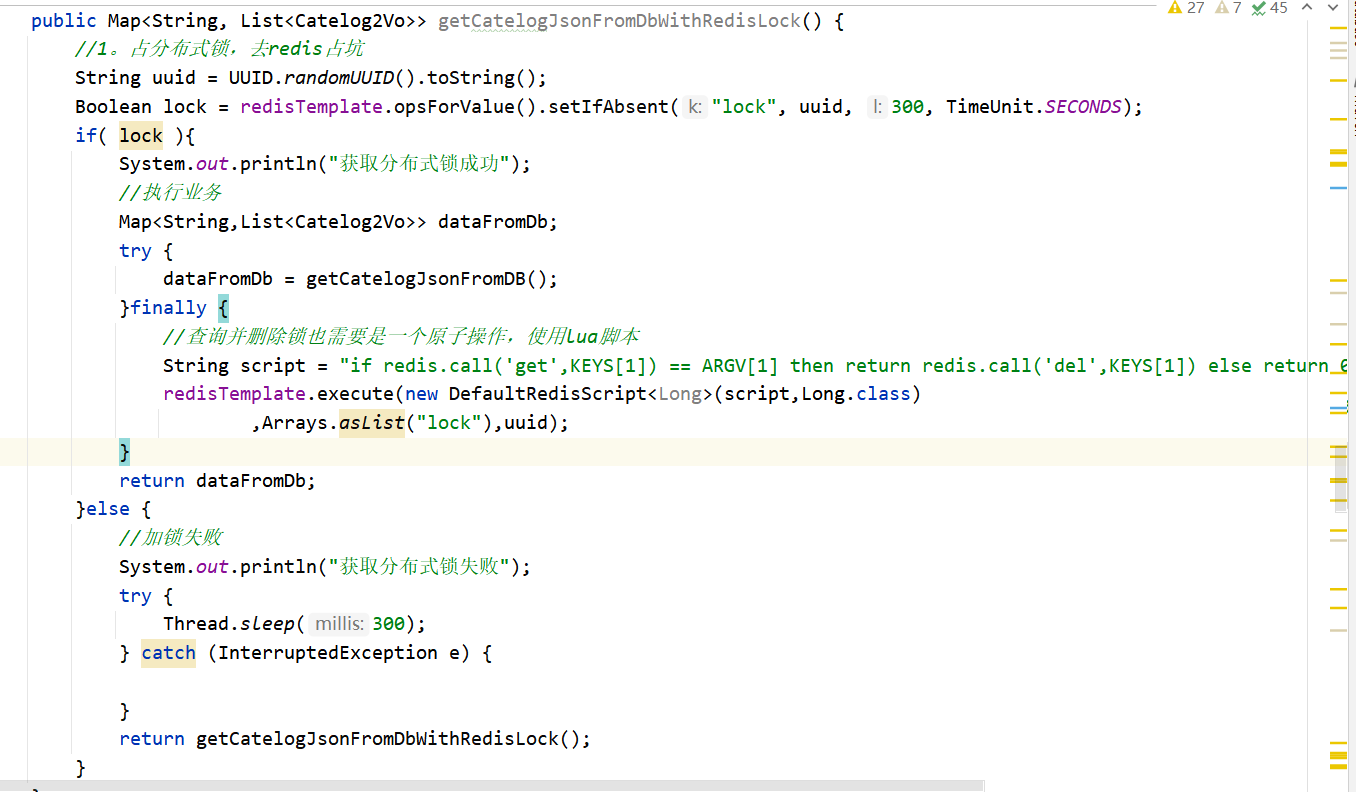 27 7 45
public Map<String, List<Catelog2Vo>> getCatelogJsonFromDbWithRedisLock() {
//1。占分布式锁，去redis占坑
String uuid = UUID.randomUUID().toString();
Boolean lock = redisTemplate.opsForValue().setIfAbsent( k: "lock", uuid, l: 300, TimeUnit.SECONDS);
if( lock ){
System.out.println("获取分布式锁成功");
//执行业务
Map<String,List<Catelog2Vo>> dataFromDb;
try {
dataFromDb = getCatelogJsonFromDB();
}finally {
//查询并删除锁也需要是一个原子操作，使用lua脚本
String script = "if redis.call('get',KEYS[1]) == ARGV[1] then return redis.call('del',KEYS[1]) else return 0
redisTemplate.execute(new DefaultRedisScript<Long>(script,Long.class)
,Arrays.asList("lock"),uuid);
}
return dataFromDb;
}else {
//加锁失败
System.out.println("获取分布式锁失败");
try {
Thread.sleep( millis: 300);
} catch (InterruptedException e) {
}
return getCatelogJsonFromDbWithRedisLock();
}